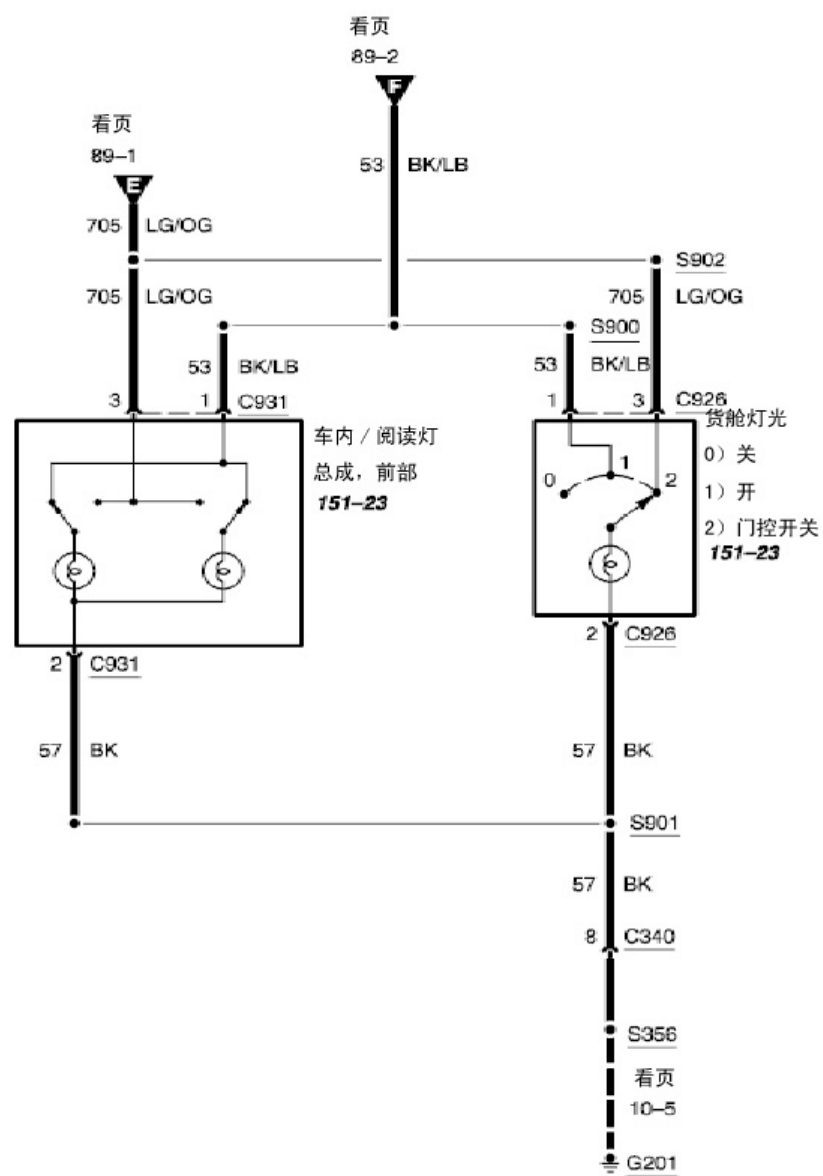 看页
89-2
F
看页
89-1
E
53 BK/LB
705 LG/OG
S902
705 LG/OG
705 LG/OG
S900
53 BK/LB
53 BK/LB
3 1 C931
1 3 C926
车内 / 阅读灯
总成，前部
151-23
货舱灯光
0）关
1）开
2）门控开关
151-23
0 1 2
2 C931
2 C926
57 BK
57 BK
S901
57 BK
8 C340
S356
看页
10-5
G201